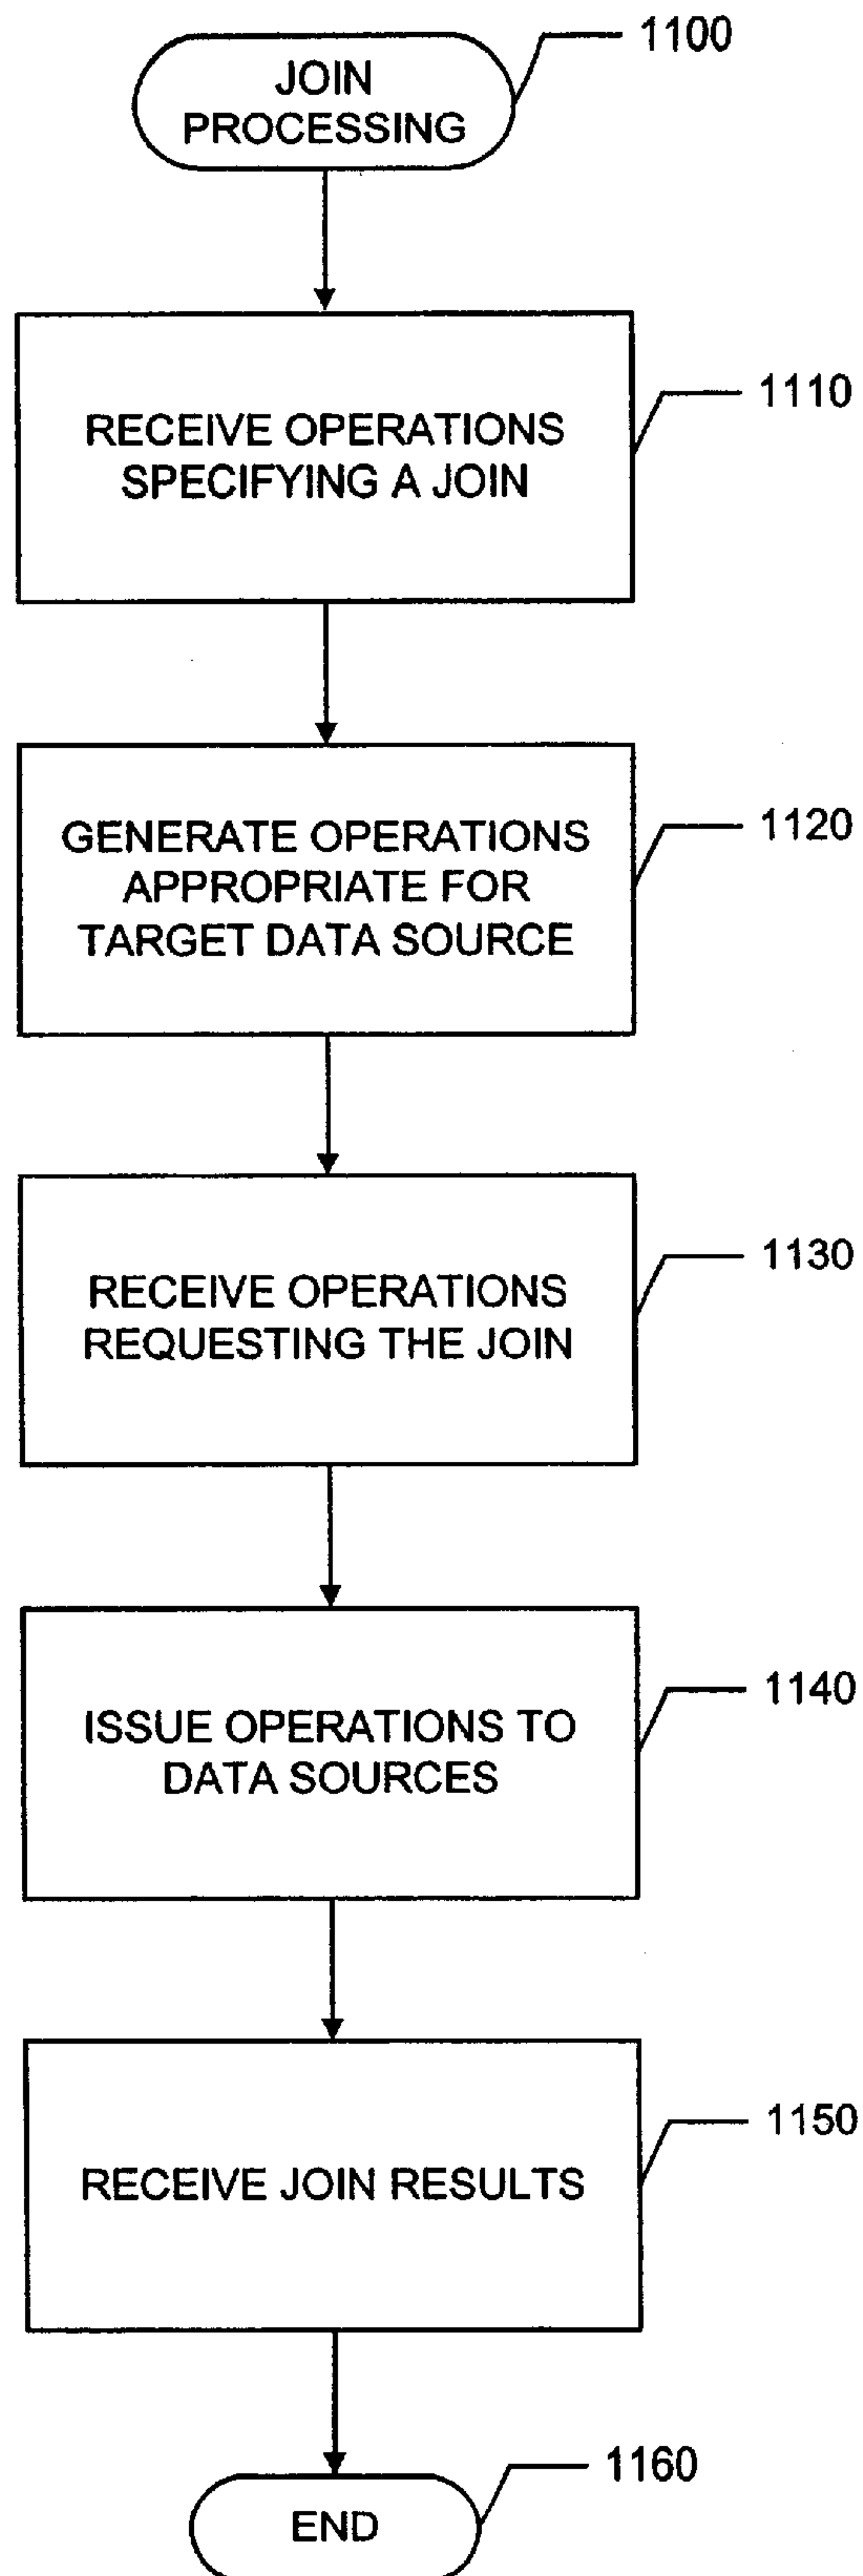 1100
JOIN
PROCESSING
1110
RECEIVE OPERATIONS
SPECIFYING A JOIN
1120
GENERATE OPERATIONS
APPROPRIATE FOR
TARGET DATA SOURCE
1130
RECEIVE OPERATIONS
REQUESTING THE JOIN
1140
ISSUE OPERATIONS TO
DATA SOURCES
1150
RECEIVE JOIN RESULTS
1160
END